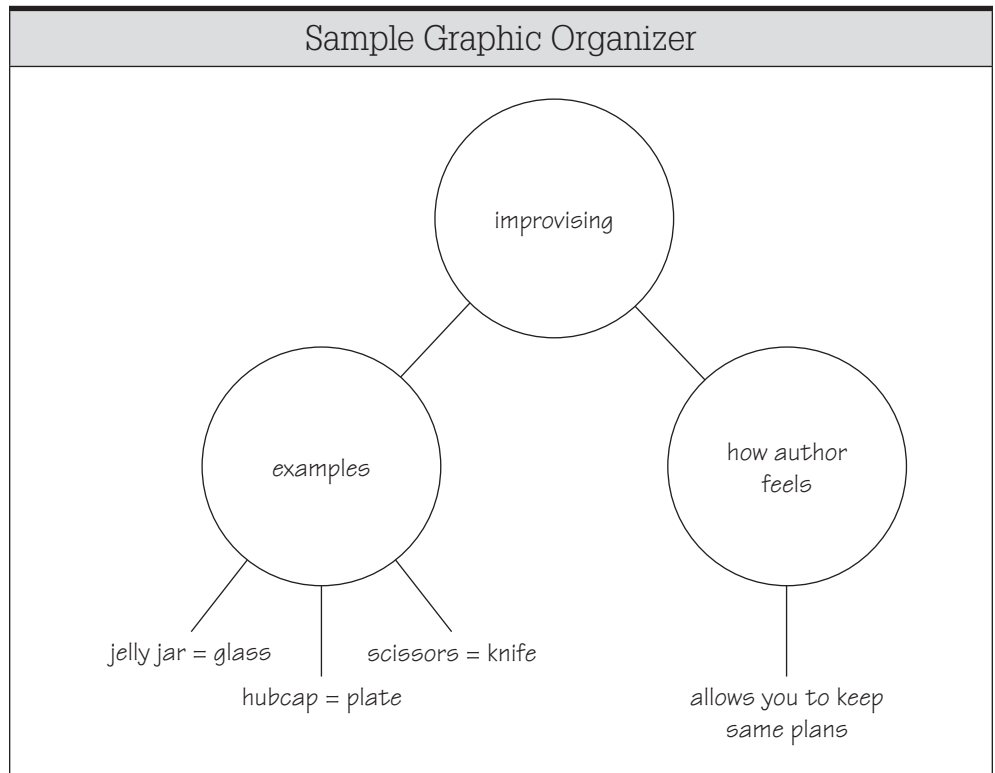 Sample Graphic Organizer
improvising
examples
how author
feels
jelly jar = glass
scissors = knife
hubcap = plate
allows you to keep
same plans